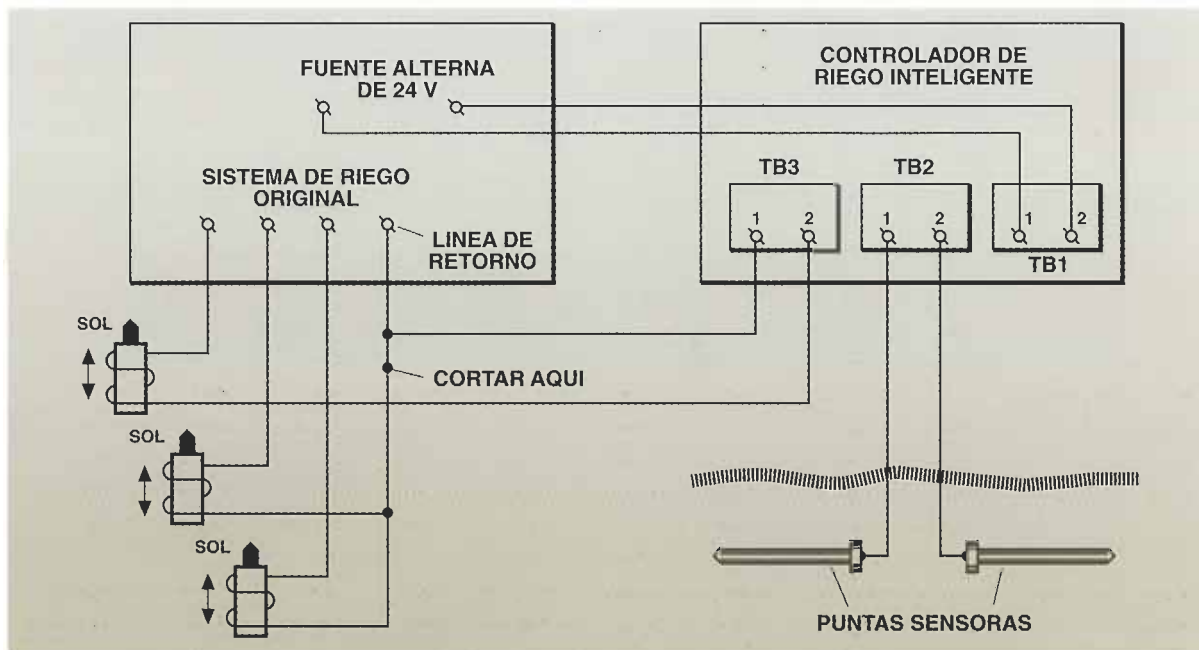 FUENTE ALTERNA
DE 24 V
CONTROLADOR DE
RIEGO INTELIGENTE
SISTEMA DE RIEGO
ORIGINAL
LINEA DE
RETORNO
TB3
TB2
1
2
1
2
1
2
TB1
SOL
CORTAR AQUI
SOL
SOL
PUNTAS SENSORAS